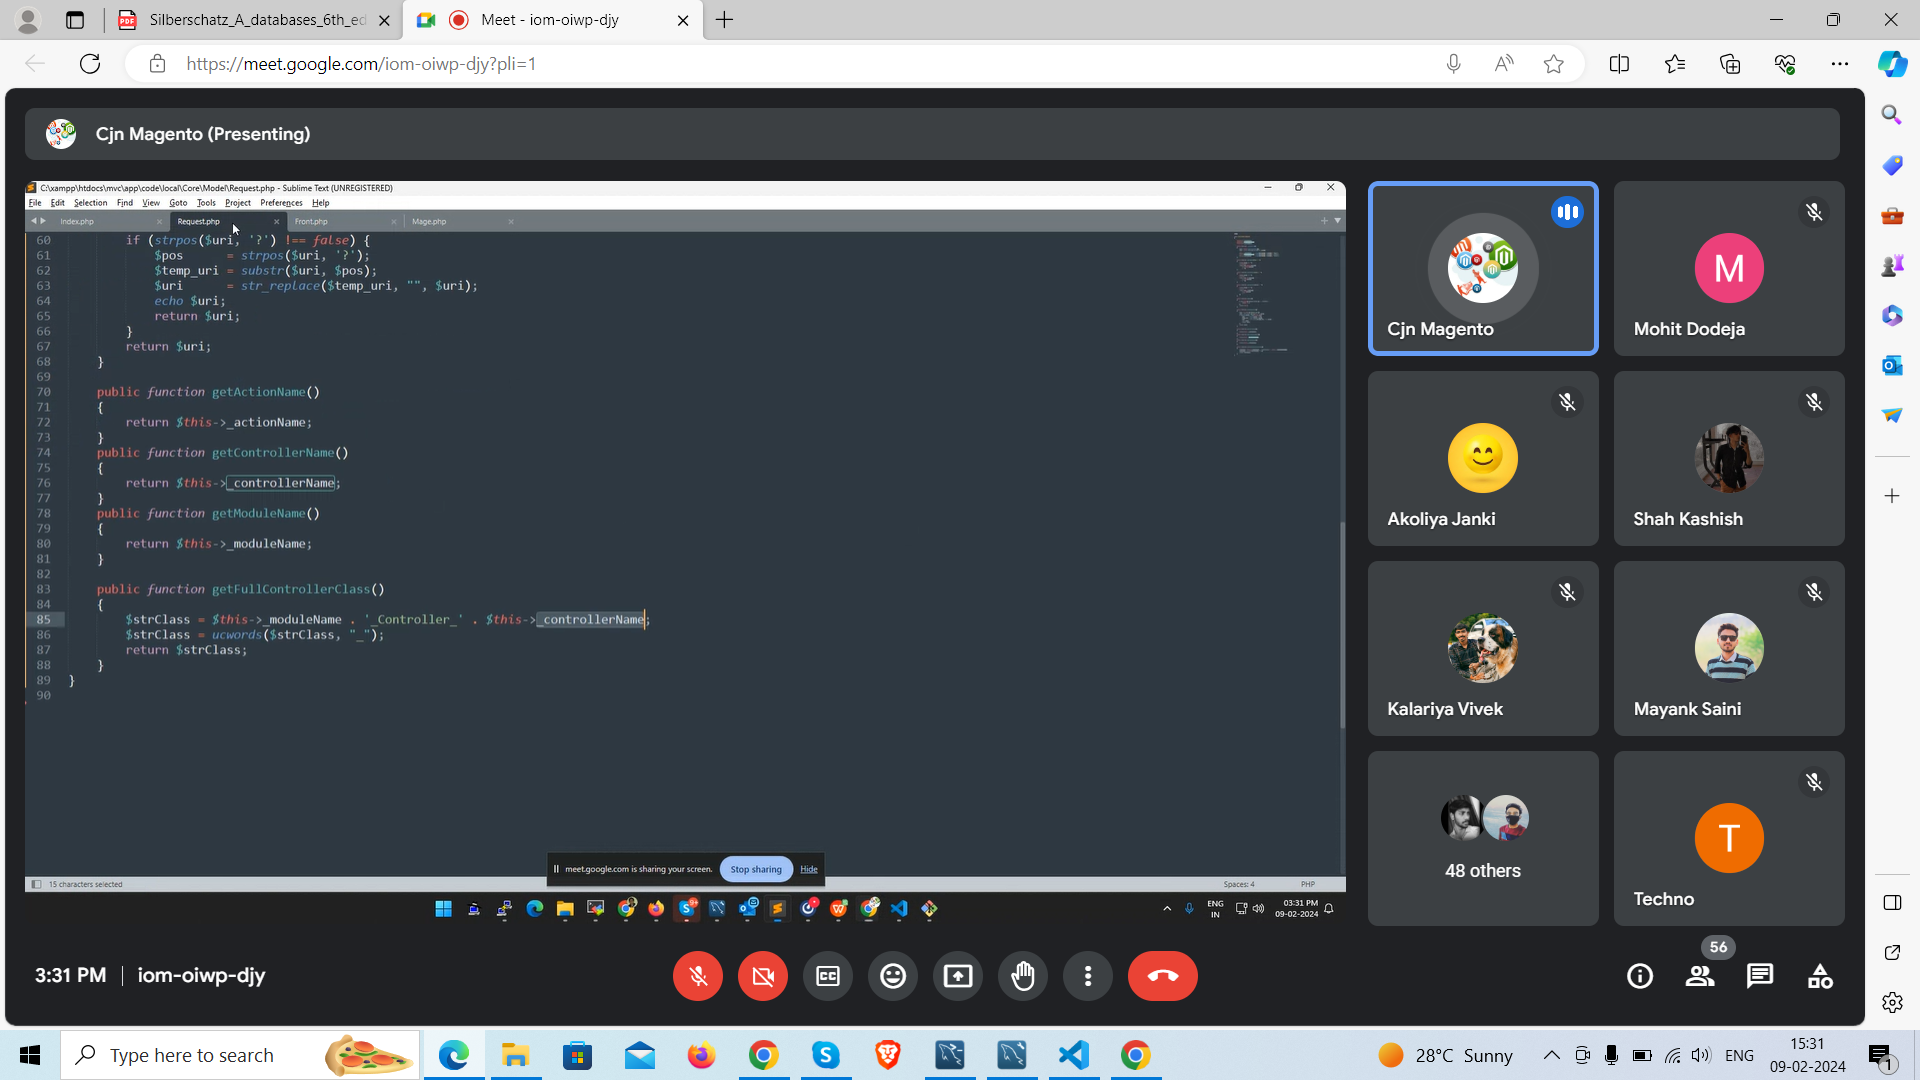 Silberschatz_A_databases_6th_ed
Meet - iom-oiwp-djy
https://meet.google.com/iom-oiwp-djy?pli=1
Cjn Magento (Presenting)
C:\xampp\htdocs\mvc\app\code\local\Core\Model\Request.php - Sublime Text (UNREGISTERED)
File Edit Selection Find View Goto Tools Project Preferences Help
Index.php Request.php Front.php Mage.php
60 if (strpos($uri, '?') !== false) {
61 $pos = strpos($uri, '?');
62 $temp_uri = substr($uri, $pos);
63 $uri = str_replace($temp_uri, "", $uri);
64 echo $uri;
65 return $uri;
66 }
67 return $uri;
68 }
69
70 public function getActionName()
71 {
72 return $this->_actionName;
73 }
74 public function getControllerName()
75 {
76 return $this->_controllerName;
77 }
78 public function getModuleName()
79 {
80 return $this->_moduleName;
81 }
82
83 public function getFullControllerClass()
84 {
85 $strClass = $this->_moduleName . '_Controller_' . $this->_controllerName;
86 $strClass = ucwords($strClass, "_");
87 return $strClass;
88 }
89 }
90
meet.google.com is sharing your screen. Stop sharing Hide
15 characters selected
Spaces: 4 PHP
ENG
IN
03:31 PM
09-02-2024
Cjn Magento
M
Mohit Dodeja
Akoliya Janki
Shah Kashish
Kalariya Vivek
Mayank Saini
48 others
T
Techno
3:31 PM | iom-oiwp-djy
56
Type here to search
28°C Sunny
ENG
15:31
09-02-2024
1